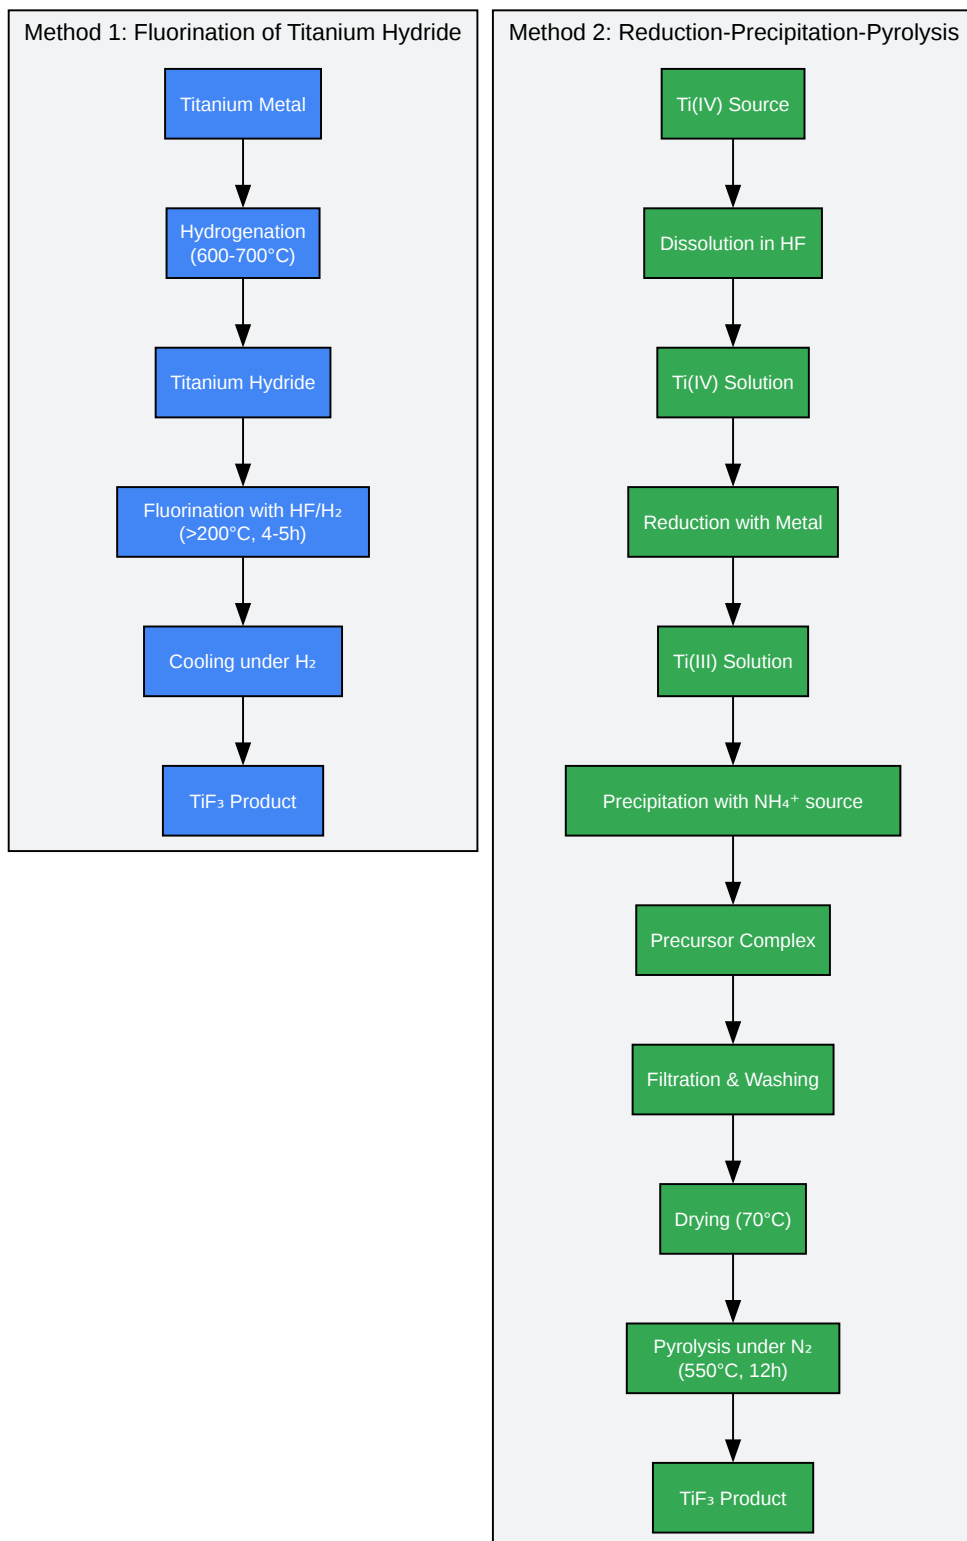 Method 1: Fluorination of Titanium Hydride
Titanium Metal
Hydrogenation
(600-700°C)
Titanium Hydride
Fluorination with HF/H₂
(>200°C, 4-5h)
Cooling under H₂
TiF₃ Product
Method 2: Reduction-Precipitation-Pyrolysis
Ti(IV) Source
Dissolution in HF
Ti(IV) Solution
Reduction with Metal
Ti(III) Solution
Precipitation with NH₄⁺ source
Precursor Complex
Filtration & Washing
Drying (70°C)
Pyrolysis under N₂
(550°C, 12h)
TiF₃ Product